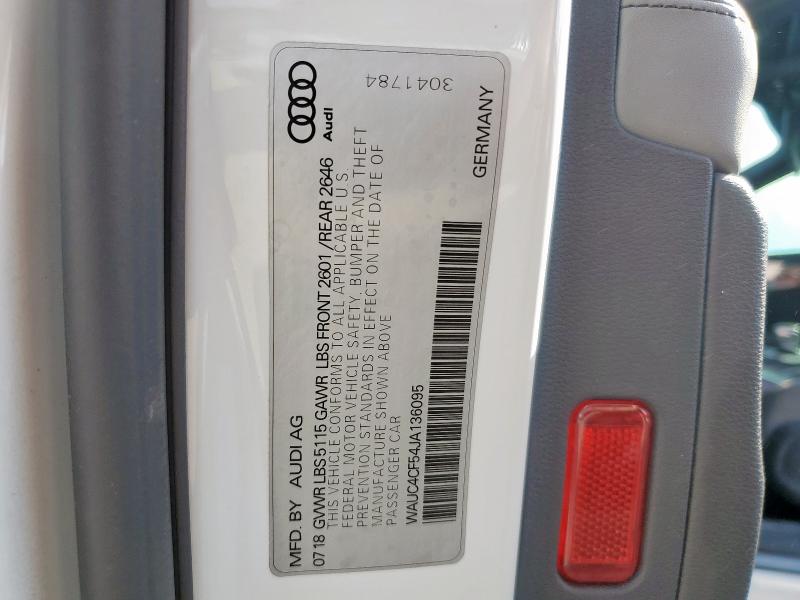 MFD. BY AUDI AG
07 18 GVWR LBS 5115 GAWR LBS FRONT 2601 /REAR 2646
THIS VEHICLE CONFORMS TO ALL APPLICABLE U.S.
FEDERAL MOTOR VEHICLE SAFETY, BUMPER AND THEFT
PREVENTION STANDARDS IN EFFECT ON THE DATE OF
MANUFACTURE SHOWN ABOVE
PASSENGER CAR
WAUC4CF54JA136095
GERMANY
Audi
3041784